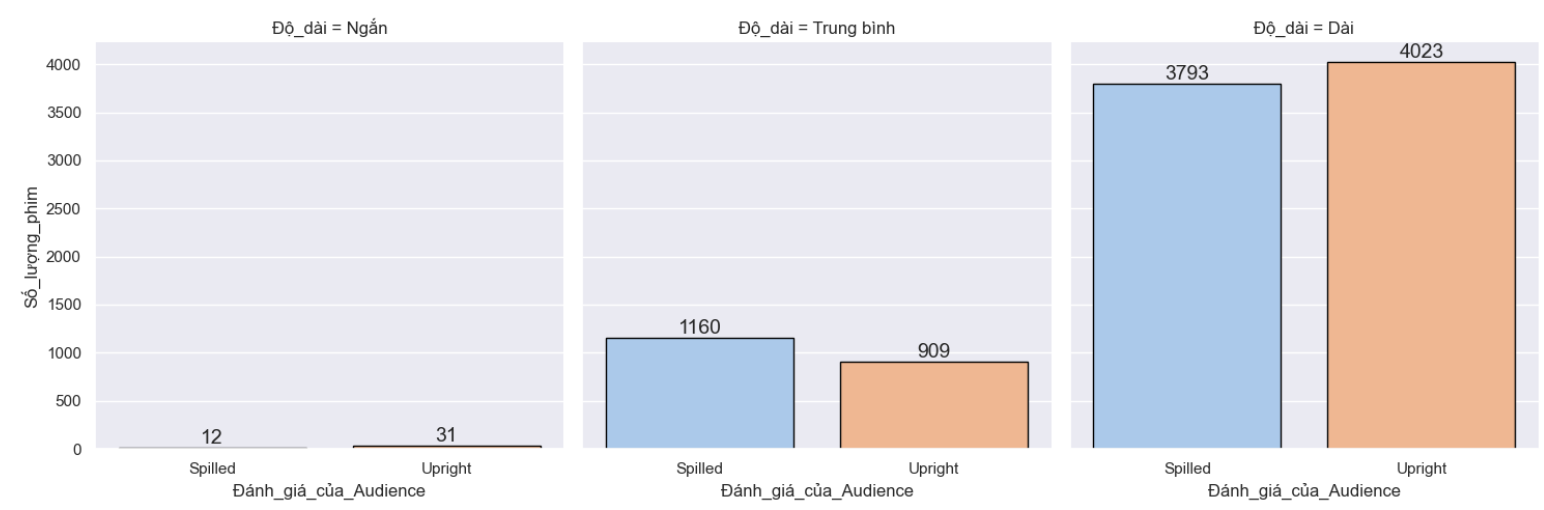 Độ_dài = Ngắn
Độ_dài = Trung bình
Độ_dài = Dài
Số_lượng_phim
4000
3500
3000
2500
2000
1500
1000
500
0
12
31
1160
909
3793
4023
Spilled
Upright
Spilled
Upright
Spilled
Upright
Đánh_giá_của_Audience
Đánh_giá_của_Audience
Đánh_giá_của_Audience